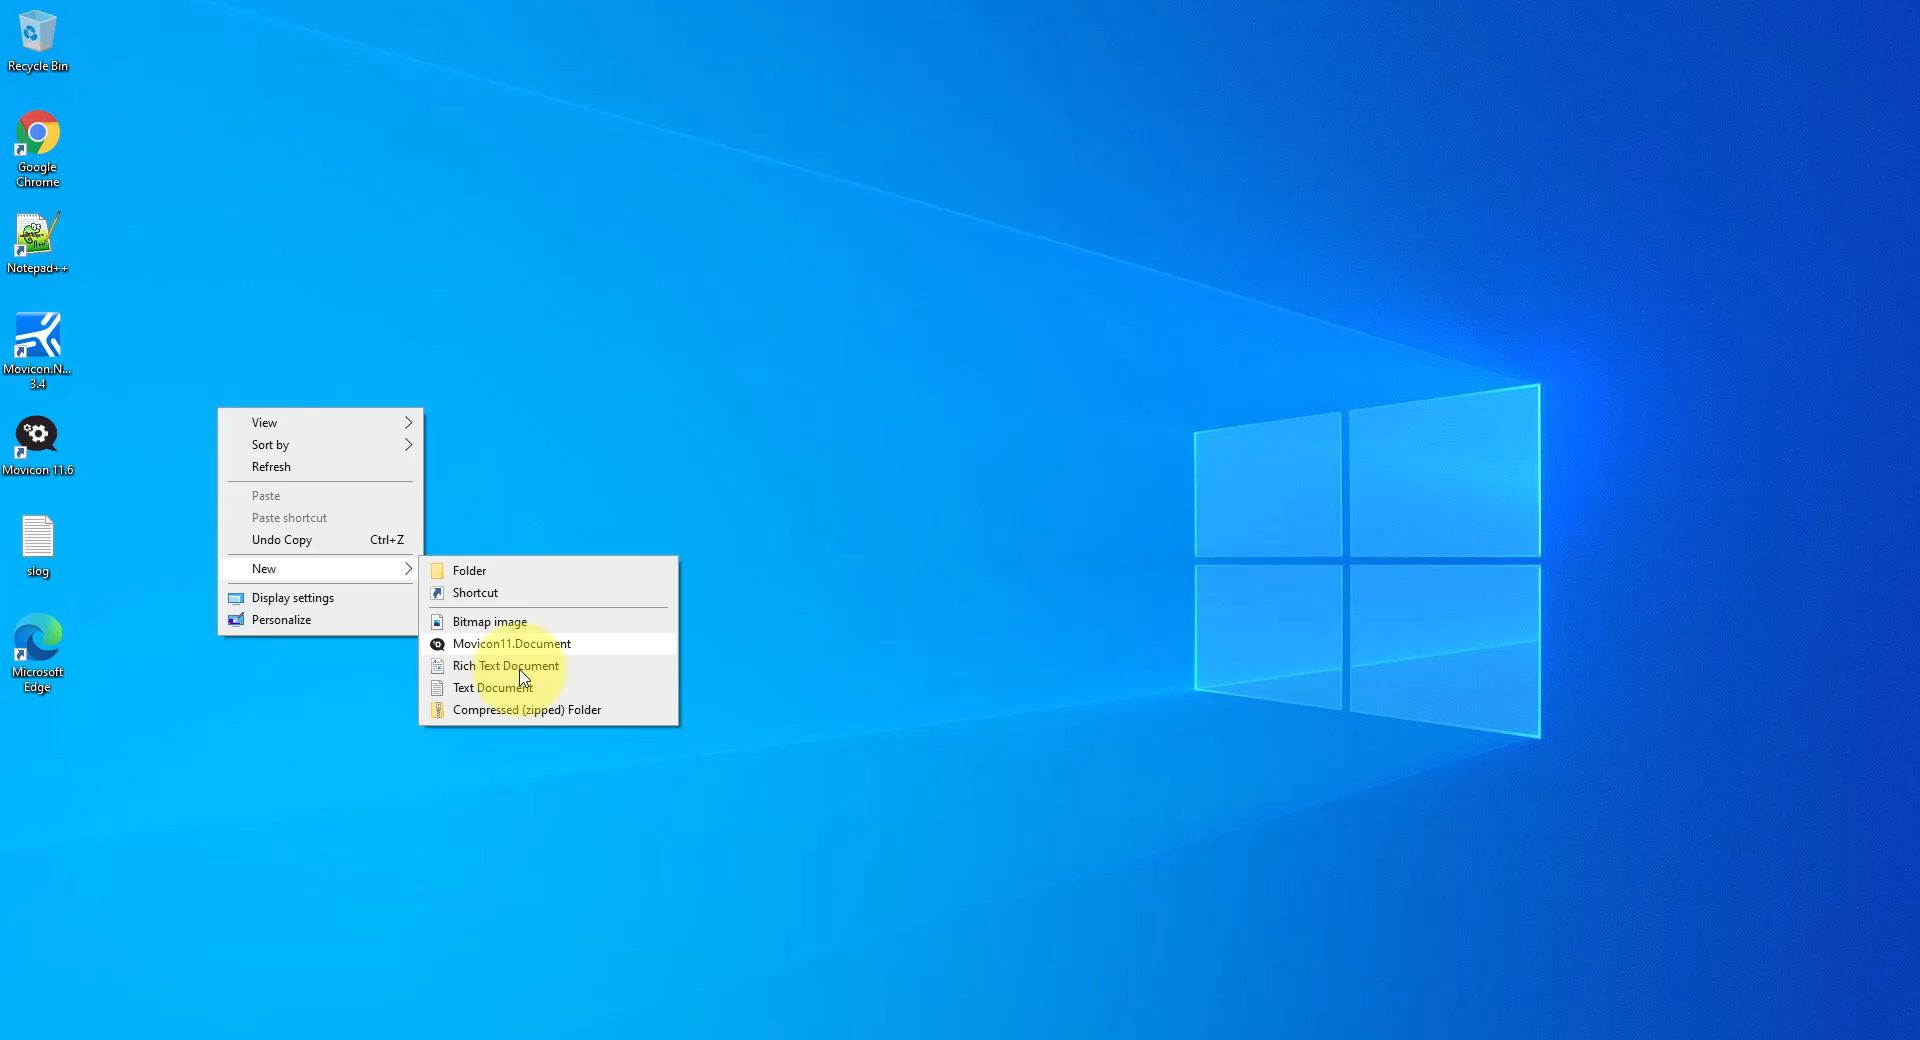 Recycle Bin
Google
Chrome
Notepad++
Movicon.N...
3.4
Movicon 11.6
slog
Microsoft
Edge
View
Sort by
Refresh
Paste
Paste shortcut
Undo Copy Ctrl+Z
New
Display settings
Personalize
Folder
Shortcut
Bitmap image
Movicon11.Document
Rich Text Document
Text Document
Compressed (zipped) Folder